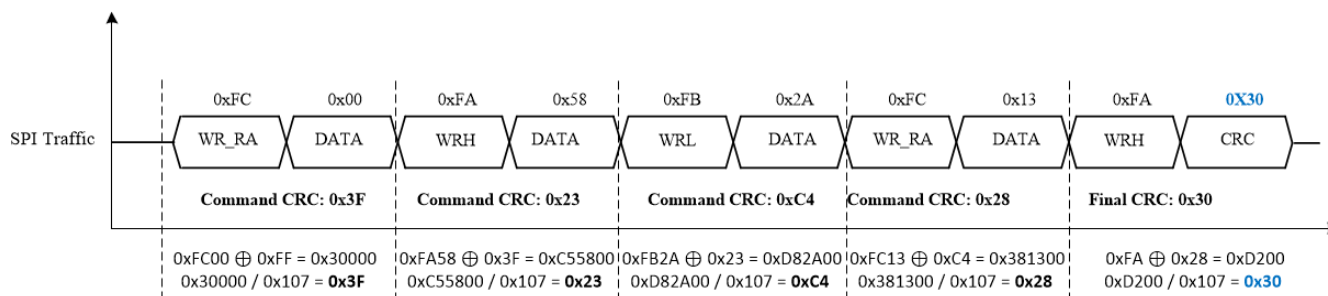 0xFC 0x00 0xFA 0x58 0xFB 0x2A 0xFC 0x13 0xFA 0X30
SPI Traffic WR_RA DATA WRH DATA WRL DATA WR_RA DATA WRH CRC
Command CRC: 0x3F Command CRC: 0x23 Command CRC: 0xC4 Command CRC: 0x28 Final CRC: 0x30
0xFC00 ⊕ 0xFF = 0x30000 0xFA58 ⊕ 0x3F = 0xC55800 0xFB2A ⊕ 0x23 = 0xD82A00 0xFC13 ⊕ 0xC4 = 0x381300 0xFA ⊕ 0x28 = 0xD200
0x30000 / 0x107 = 0x3F 0xC55800 / 0x107 = 0x23 0xD82A00 / 0x107 = 0xC4 0x381300 / 0x107 = 0x28 0xD200 / 0x107 = 0x30